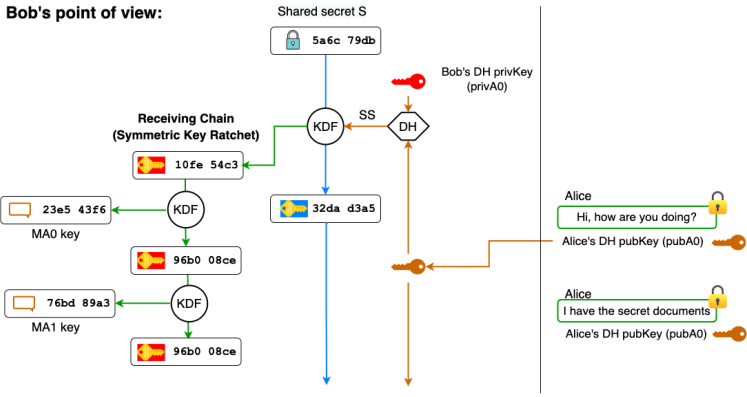 Bob's point of view:
Shared secret S
5a6c 79db
Bob's DH privKey
(privA0)
KDF
SS
DH
Receiving Chain
(Symmetric Key Ratchet)
10fe 54c3
23e5 43f6
KDF
MA0 key
32da d3a5
96b0 08ce
76bd 89a3
KDF
MA1 key
96b0 08ce
Alice
Hi, how are you doing?
Alice's DH pubKey (pubA0)
Alice
I have the secret documents
Alice's DH pubKey (pubA0)